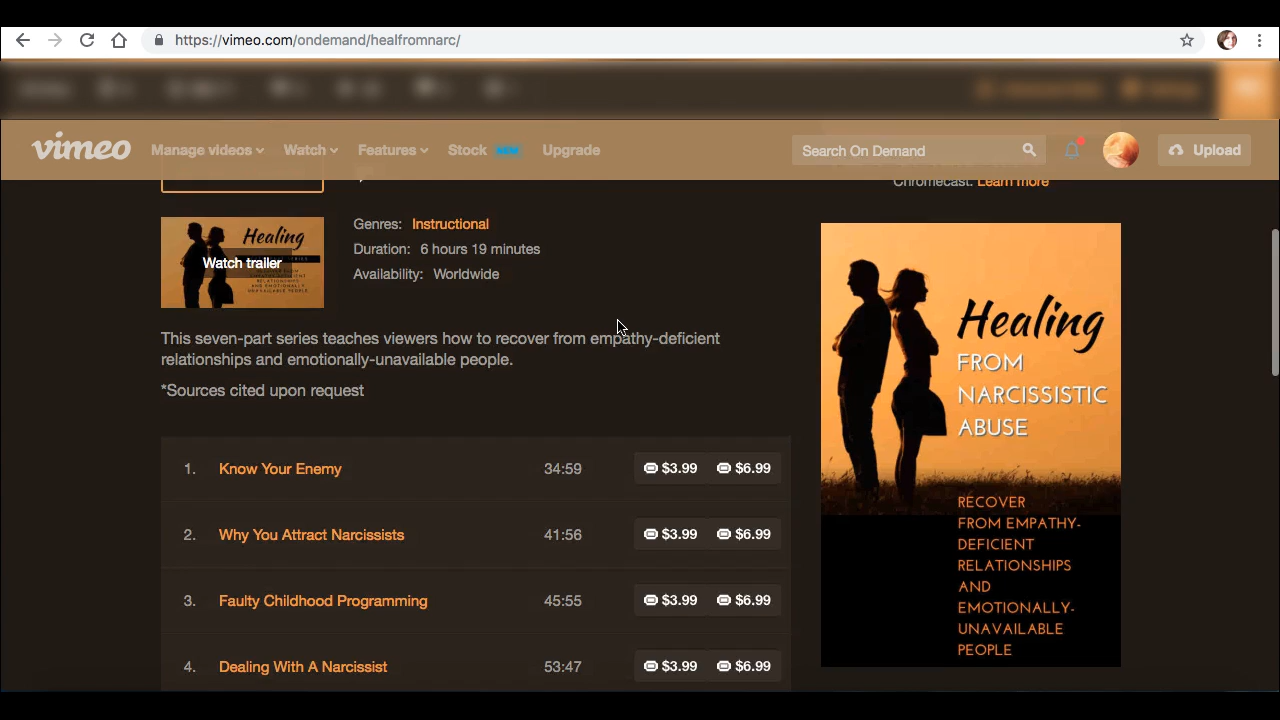 https://vimeo.com/ondemand/healfromnarc/
vimeo Manage videos Watch Features Stock NEW Upgrade Search On Demand Upload
Chromecast. Learn more
Healing
Watch trailer
Genres: Instructional
Duration: 6 hours 19 minutes
Availability: Worldwide
This seven-part series teaches viewers how to recover from empathy-deficient
relationships and emotionally-unavailable people.
*Sources cited upon request
1. Know Your Enemy 34:59 $3.99 $6.99
2. Why You Attract Narcissists 41:56 $3.99 $6.99
3. Faulty Childhood Programming 45:55 $3.99 $6.99
4. Dealing With A Narcissist 53:47 $3.99 $6.99
Healing
FROM
NARCISSISTIC
ABUSE
RECOVER
FROM EMPATHY-
DEFICIENT
RELATIONSHIPS
AND
EMOTIONALLY-
UNAVAILABLE
PEOPLE